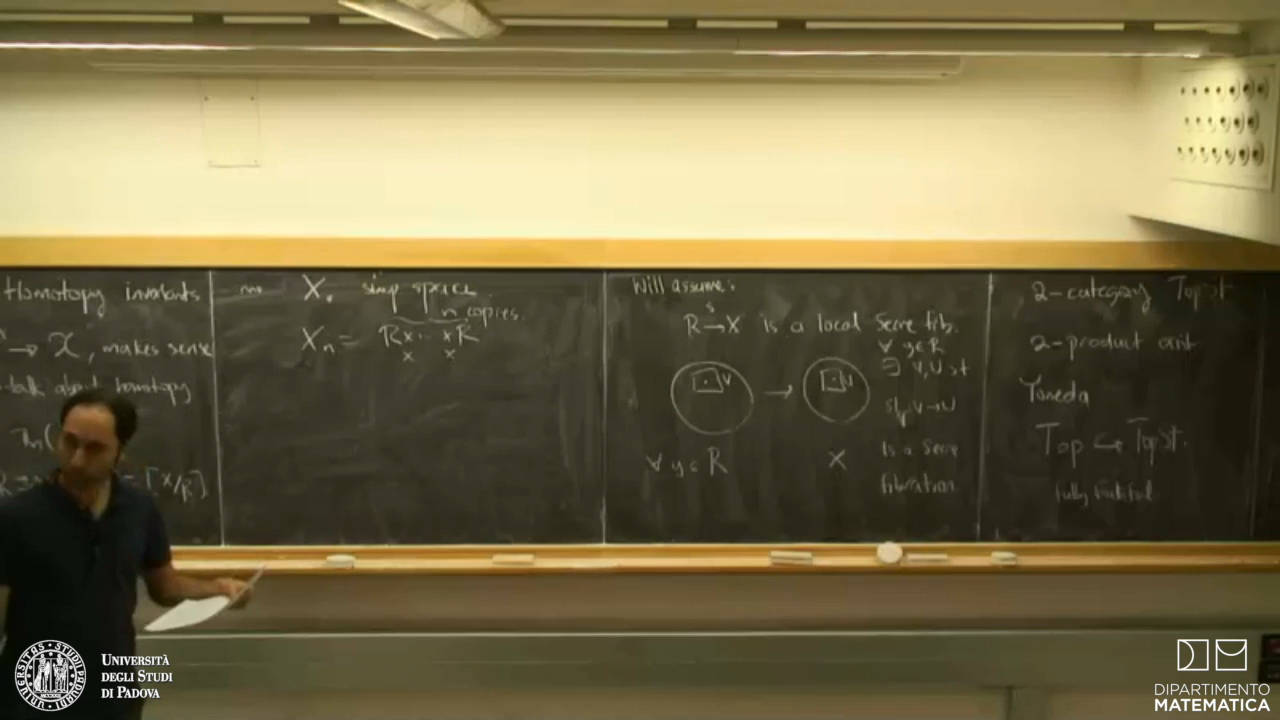 Homotopy invariants
→ 𝒳, makes sense
talk about homotopy
= [X/R]
X. simp space.
n copies.
Xn = R×...×R
X X
Will assume:
s
R→X is a local Serre fib.
∀ y∈R
∃ V, U st
s|v V→U
is a Serre
fibration
V U
→
∀ y∈R X
2-category TopSt
2-product exist
Yoneda
Top ↪ TopSt.
fully faithful
UNIVERSITÀ
DEGLI STUDI
DI PADOVA
DIPARTIMENTO
MATEMATICA